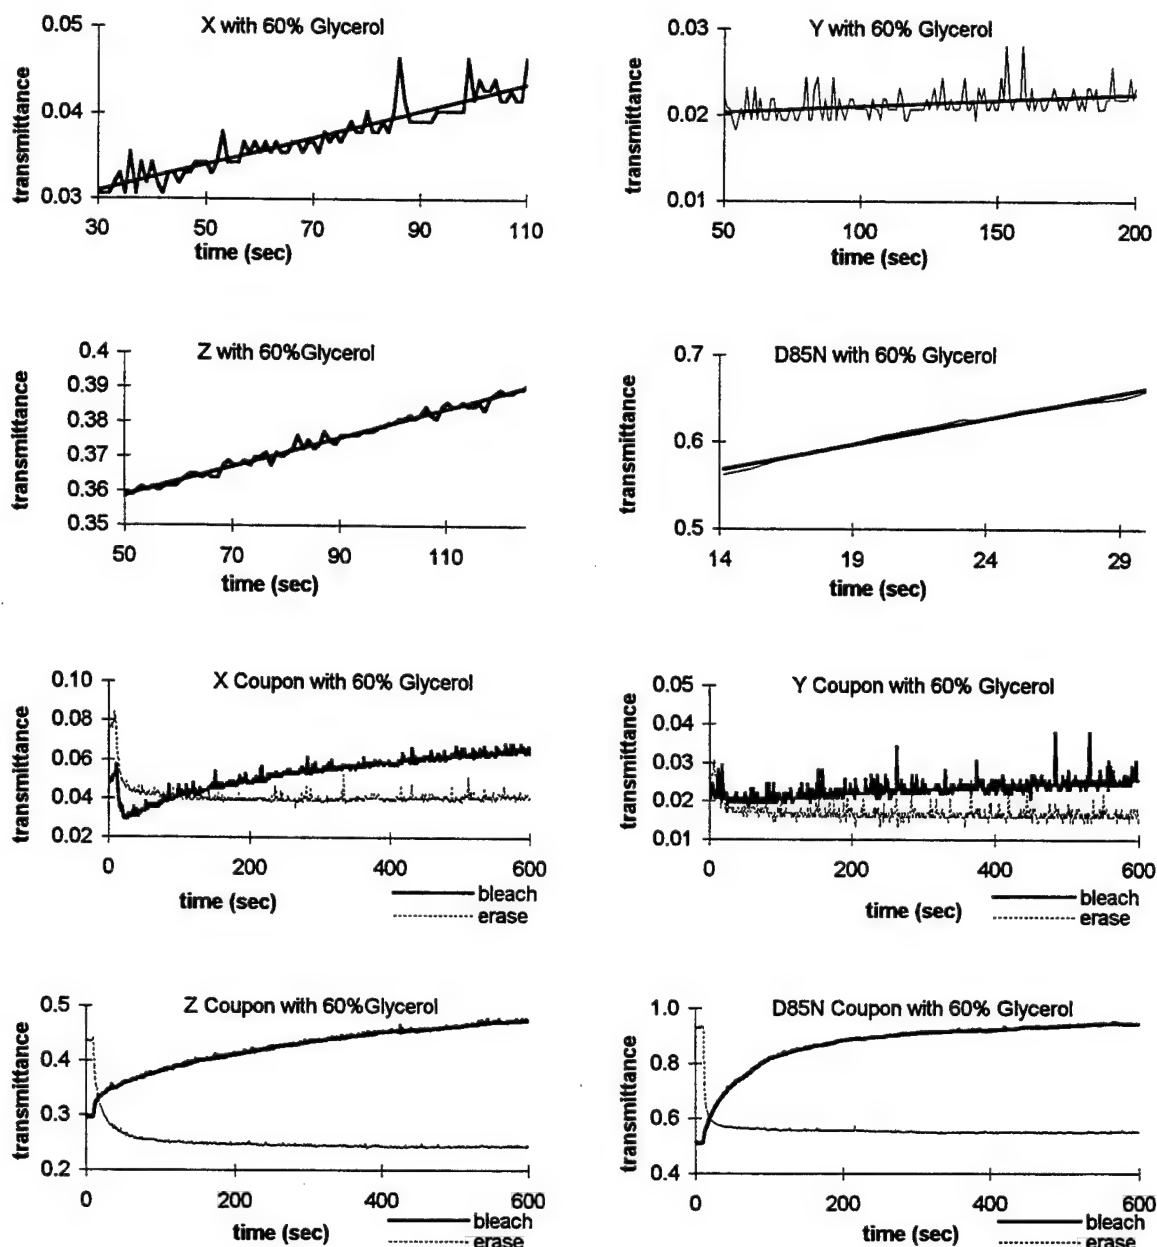 X with 60% Glycerol
transmittance
0.05
0.04
0.03
30 50 70 90 110
time (sec)
Y with 60% Glycerol
transmittance
0.03
0.02
0.01
50 100 150 200
time (sec)
Z with 60%Glycerol
transmittance
0.4
0.39
0.38
0.37
0.36
0.35
50 70 90 110
time (sec)
D85N with 60% Glycerol
transmittance
0.7
0.6
0.5
14 19 24 29
time (sec)
X Coupon with 60% Glycerol
transmittance
0.10
0.08
0.06
0.04
0.02
0 200 400 600
time (sec)
bleach
erase
Y Coupon with 60% Glycerol
transmittance
0.05
0.04
0.03
0.02
0.01
0 200 400 600
time (sec)
bleach
erase
Z Coupon with 60%Glycerol
transmittance
0.5
0.4
0.3
0.2
0 200 400 600
time (sec)
bleach
erase
D85N Coupon with 60% Glycerol
transmittance
1.0
0.8
0.6
0.4
0 200 400 600
time (sec)
bleach
erase